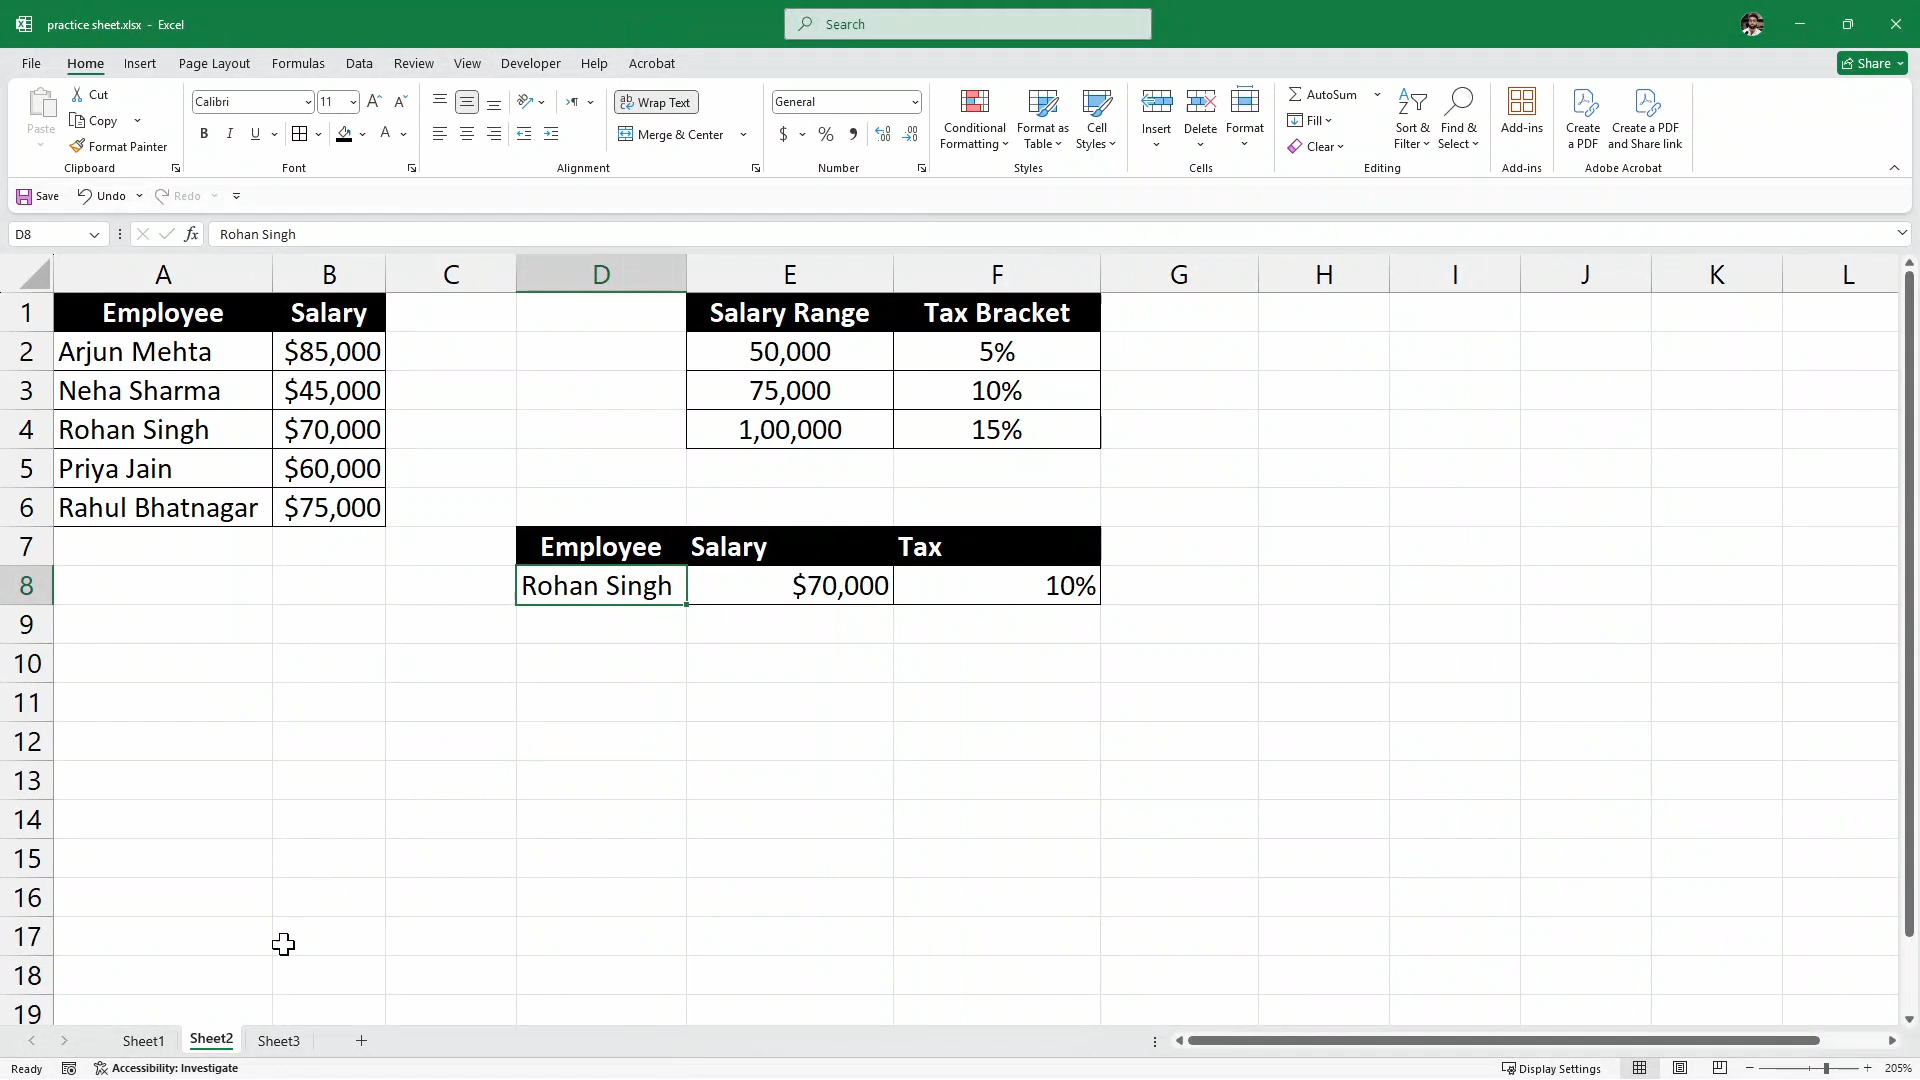 practice sheet.xlsx - Excel
Search
File Home Insert Page Layout Formulas Data Review View Developer Help Acrobat
Share
Paste
Cut
Copy
Format Painter
Clipboard
Calibri 11
B I U
Font
Wrap Text
Merge & Center
Alignment
General
$ % 9
Number
Conditional Formatting
Format as Table
Cell Styles
Styles
Insert Delete Format
Cells
AutoSum
Fill
Clear
Sort & Filter
Find & Select
Editing
Add-ins
Add-ins
Create a PDF
Create a PDF and Share link
Adobe Acrobat
Save Undo Redo
D8 fx Rohan Singh
A B C D E F G H I J K L
1 Employee Salary Salary Range Tax Bracket
2 Arjun Mehta $85,000 50,000 5%
3 Neha Sharma $45,000 75,000 10%
4 Rohan Singh $70,000 1,00,000 15%
5 Priya Jain $60,000
6 Rahul Bhatnagar $75,000
7 Employee Salary Tax
8 Rohan Singh $70,000 10%
9
10
11
12
13
14
15
16
17
18
19
Sheet1 Sheet2 Sheet3
Ready Accessibility: Investigate Display Settings 205%